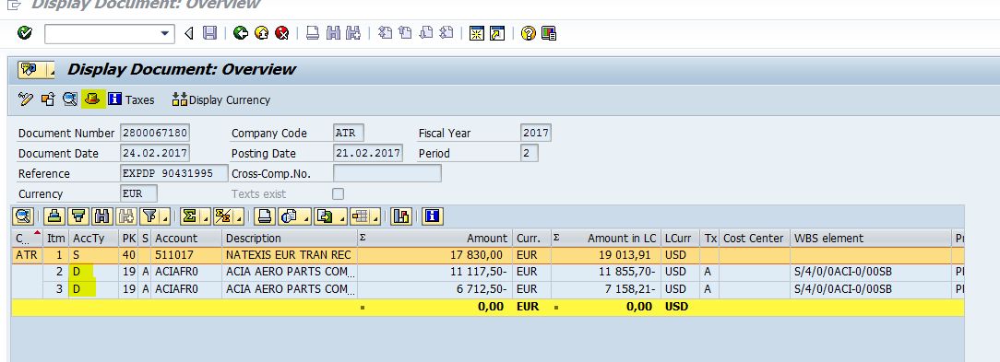 Display Document: Overview
Display Document: Overview
Taxes Display Currency
Document Number 2800067180 Company Code ATR Fiscal Year 2017
Document Date 24.02.2017 Posting Date 21.02.2017 Period 2
Reference EXPDP 90431995 Cross-Comp.No.
Currency EUR Texts exist
C... Itm AccTy PK S Account Description Σ Amount Curr. Σ Amount in LC LCurr Tx Cost Center WBS element
ATR 1 S 40 511017 NATEXIS EUR TRAN REC 17 830,00 EUR 19 013,91 USD
2 D 19 A ACIAFR0 ACIA AERO PARTS COM... 11 117,50- EUR 11 855,70- USD A S/4/0/0ACI-0/00SB
3 D 19 A ACIAFR0 ACIA AERO PARTS COM... 6 712,50- EUR 7 158,21- USD A S/4/0/0ACI-0/00SB
0,00 EUR 0,00 USD